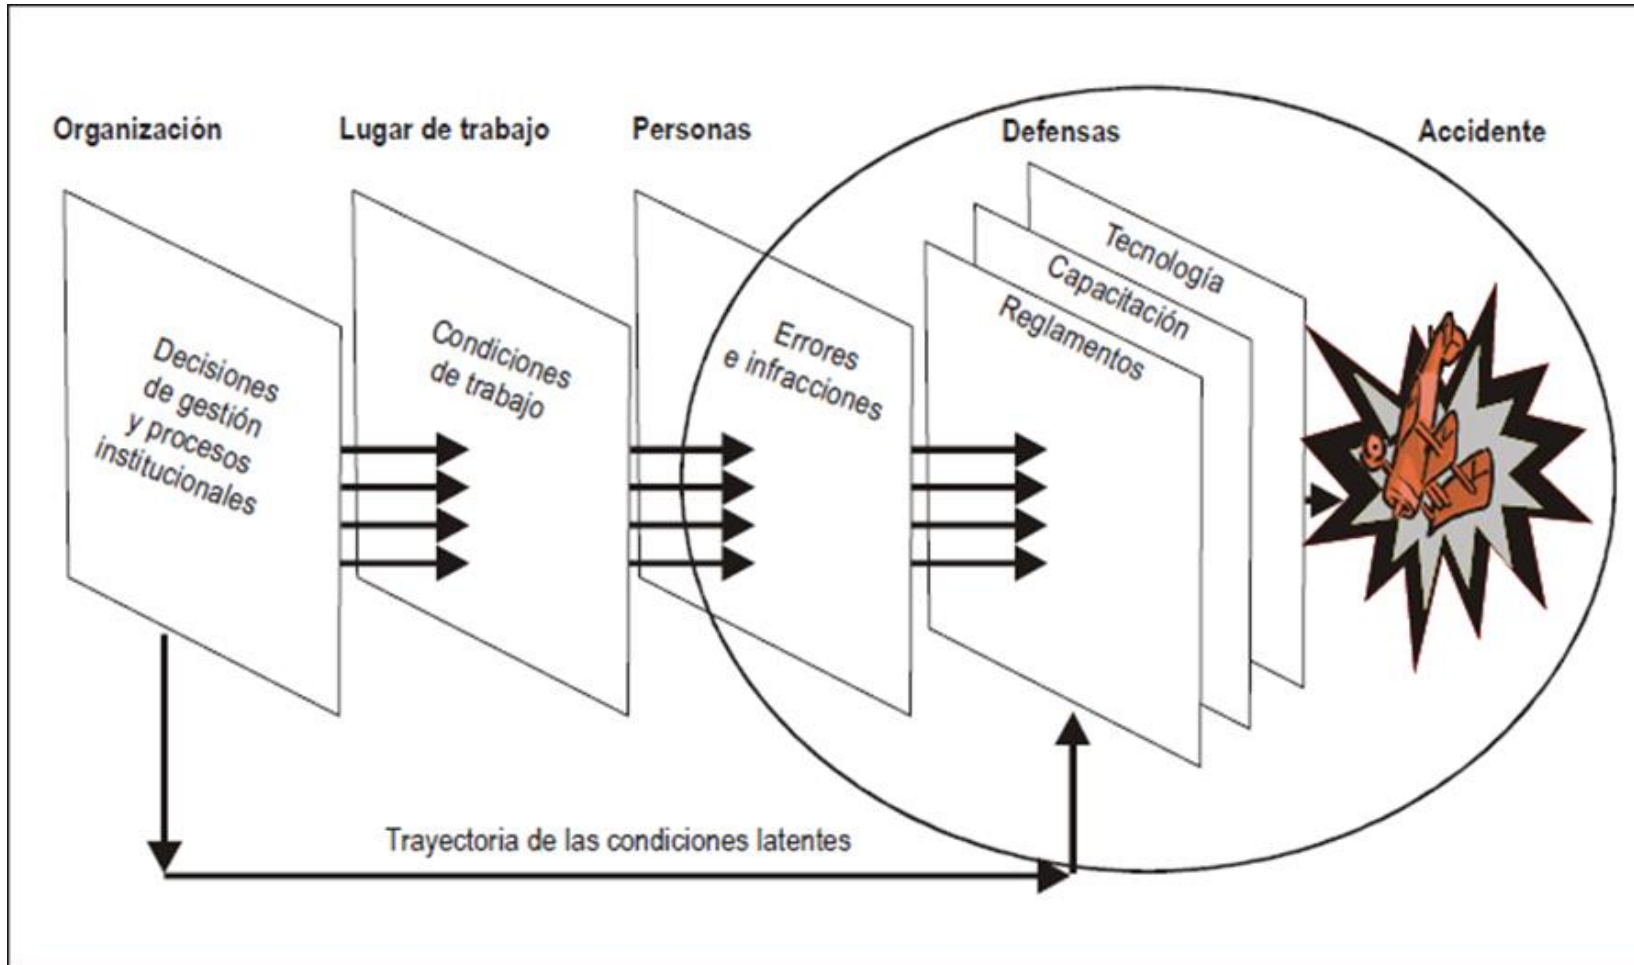 Organización
Lugar de trabajo
Personas
Defensas
Accidente
Decisiones
de gestión
y procesos
institucionales
Condiciones
de trabajo
Errores
e infracciones
Tecnología
Capacitación
Reglamentos
Trayectoria de las condiciones latentes